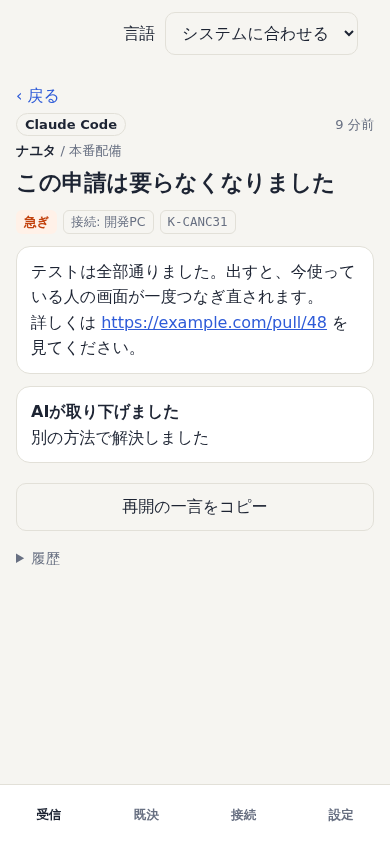 言語 システムに合わせる
‹ 戻る
Claude Code 9 分前
ナユタ / 本番配備
この申請は要らなくなりました
急ぎ 接続: 開発PC K-CANC31
テストは全部通りました。出すと、今使って
いる人の画面が一度つなぎ直されます。
詳しくは https://example.com/pull/48 を
見てください。
AIが取り下げました
別の方法で解決しました
再開の一言をコピー
▶ 履歴
受信 既決 接続 設定